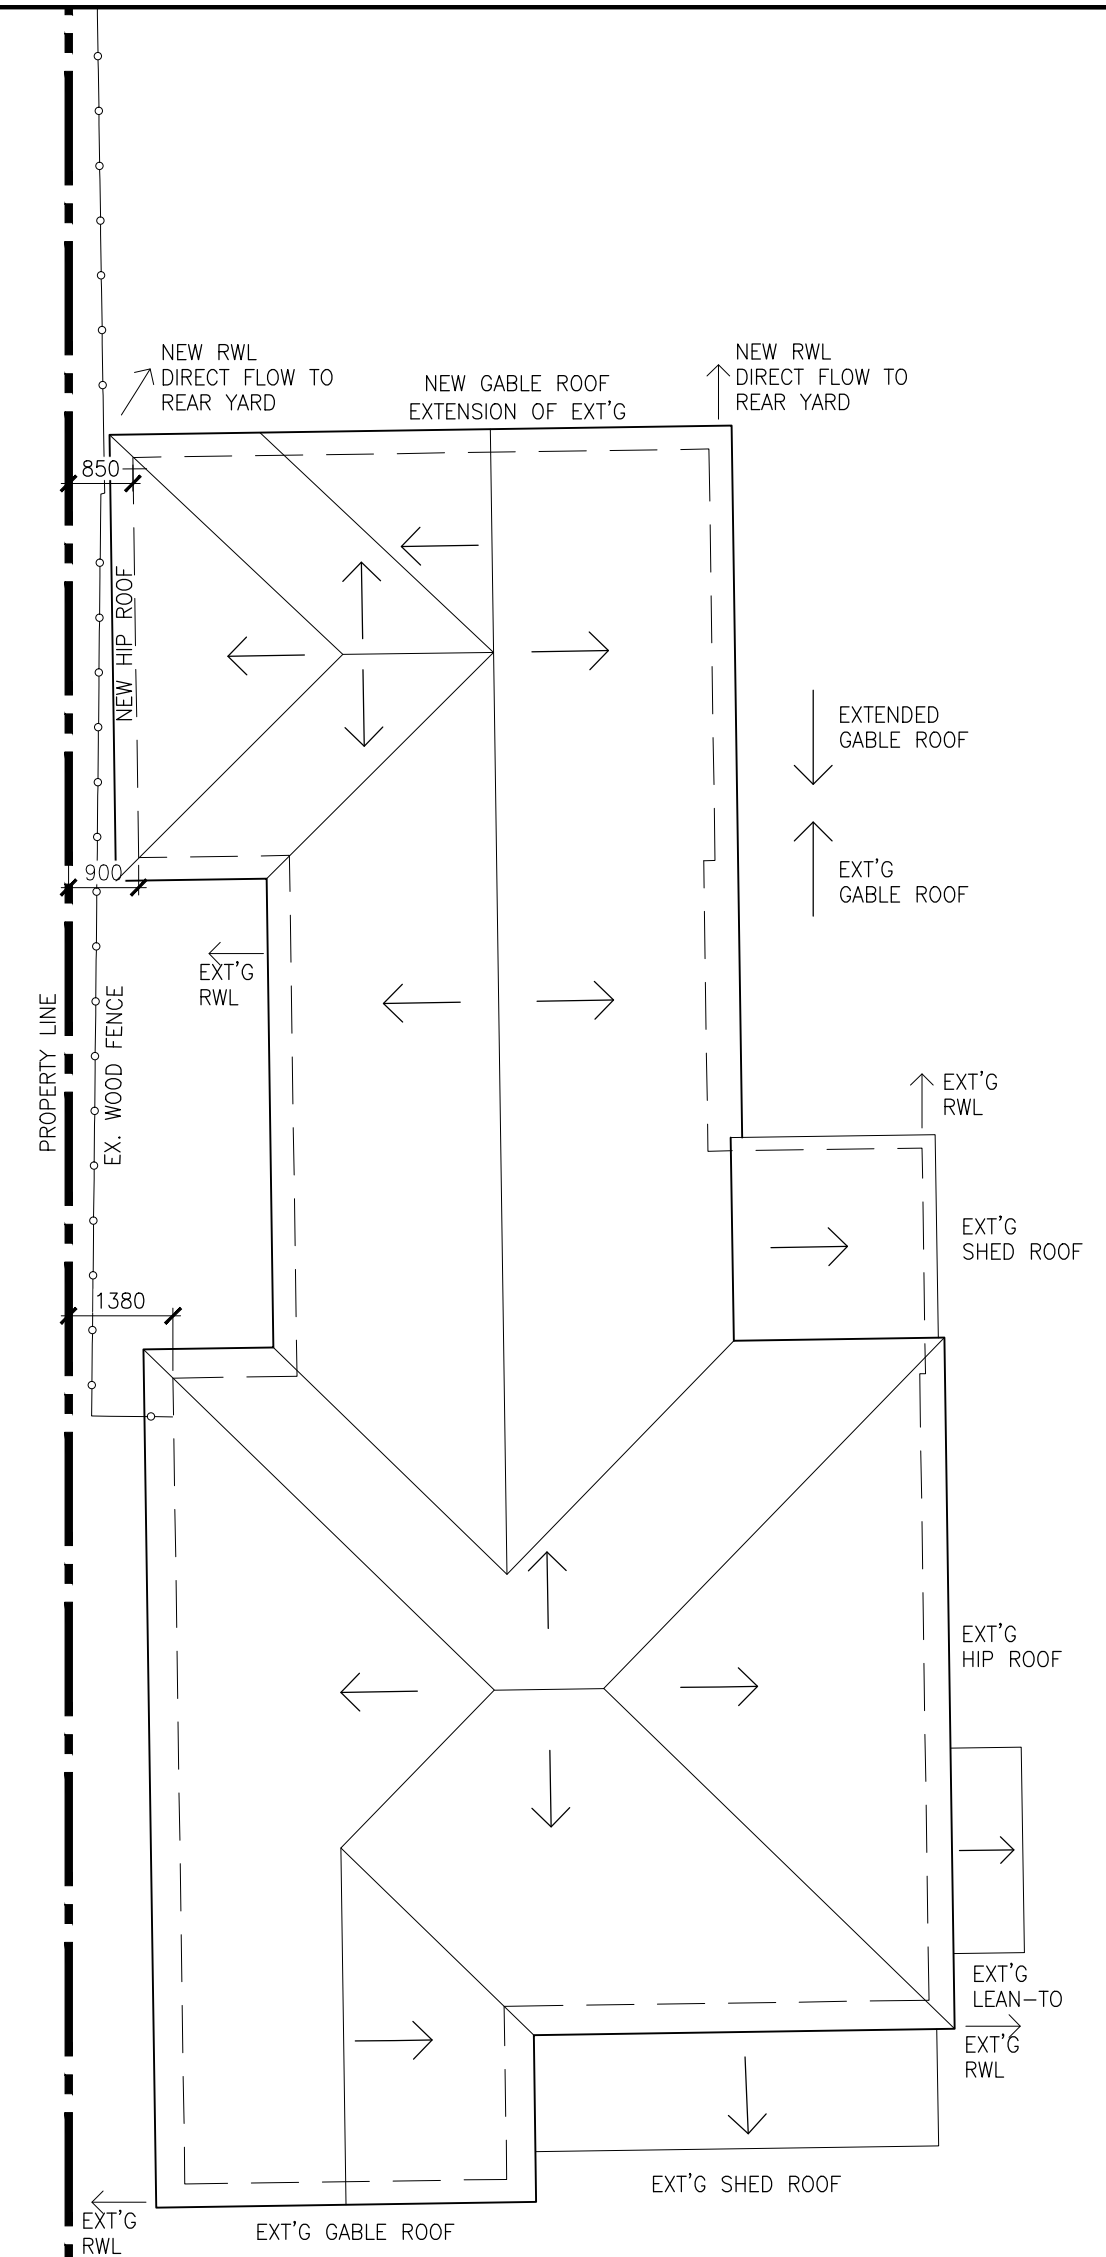 NEW RWL
DIRECT FLOW TO
REAR YARD
NEW GABLE ROOF
EXTENSION OF EXT'G
NEW RWL
DIRECT FLOW TO
REAR YARD
850
NEW HIP ROOF
EXTENDED
GABLE ROOF
EXT'G
GABLE ROOF
900
EXT'G
RWL
PROPERTY LINE
EX. WOOD FENCE
EXT'G
RWL
EXT'G
SHED ROOF
1380
EXT'G
HIP ROOF
EXT'G
LEAN-TO
EXT'G
RWL
EXT'G SHED ROOF
EXT'G
RWL
EXT'G GABLE ROOF